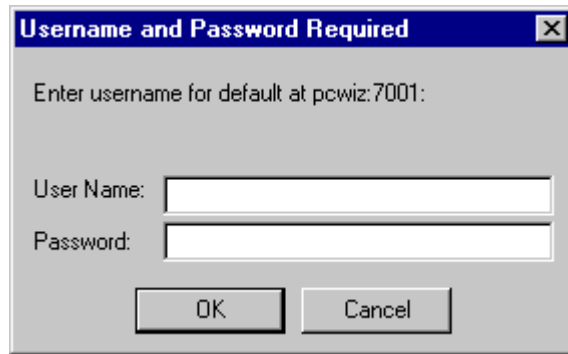 Username and Password Required
Enter username for default at pcwiz:7001:
User Name:
Password:
OK Cancel